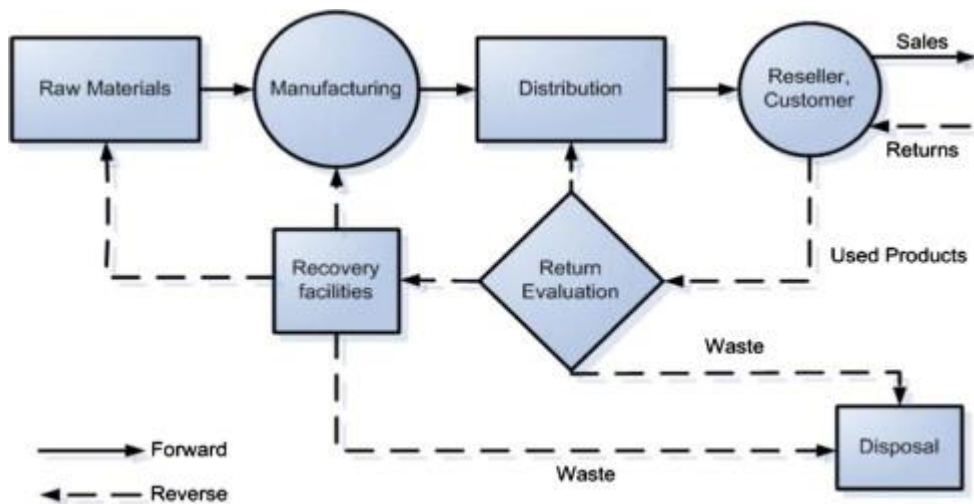 Raw Materials
Manufacturing
Distribution
Reseller,
Customer
Sales
Returns
Used Products
Recovery
facilities
Return
Evaluation
Waste
Disposal
Waste
Forward
Reverse